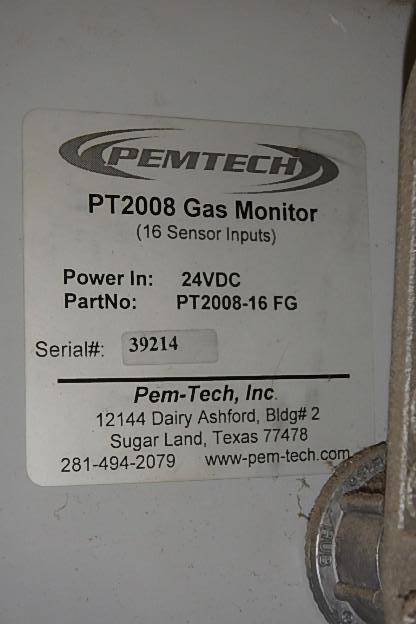 PEMTECH
PT2008 Gas Monitor
(16 Sensor Inputs)
Power In: 24VDC
PartNo: PT2008-16 FG
Serial#: 39214
Pem-Tech, Inc.
12144 Dairy Ashford, Bldg# 2
Sugar Land, Texas 77478
281-494-2079 www-pem-tech.com